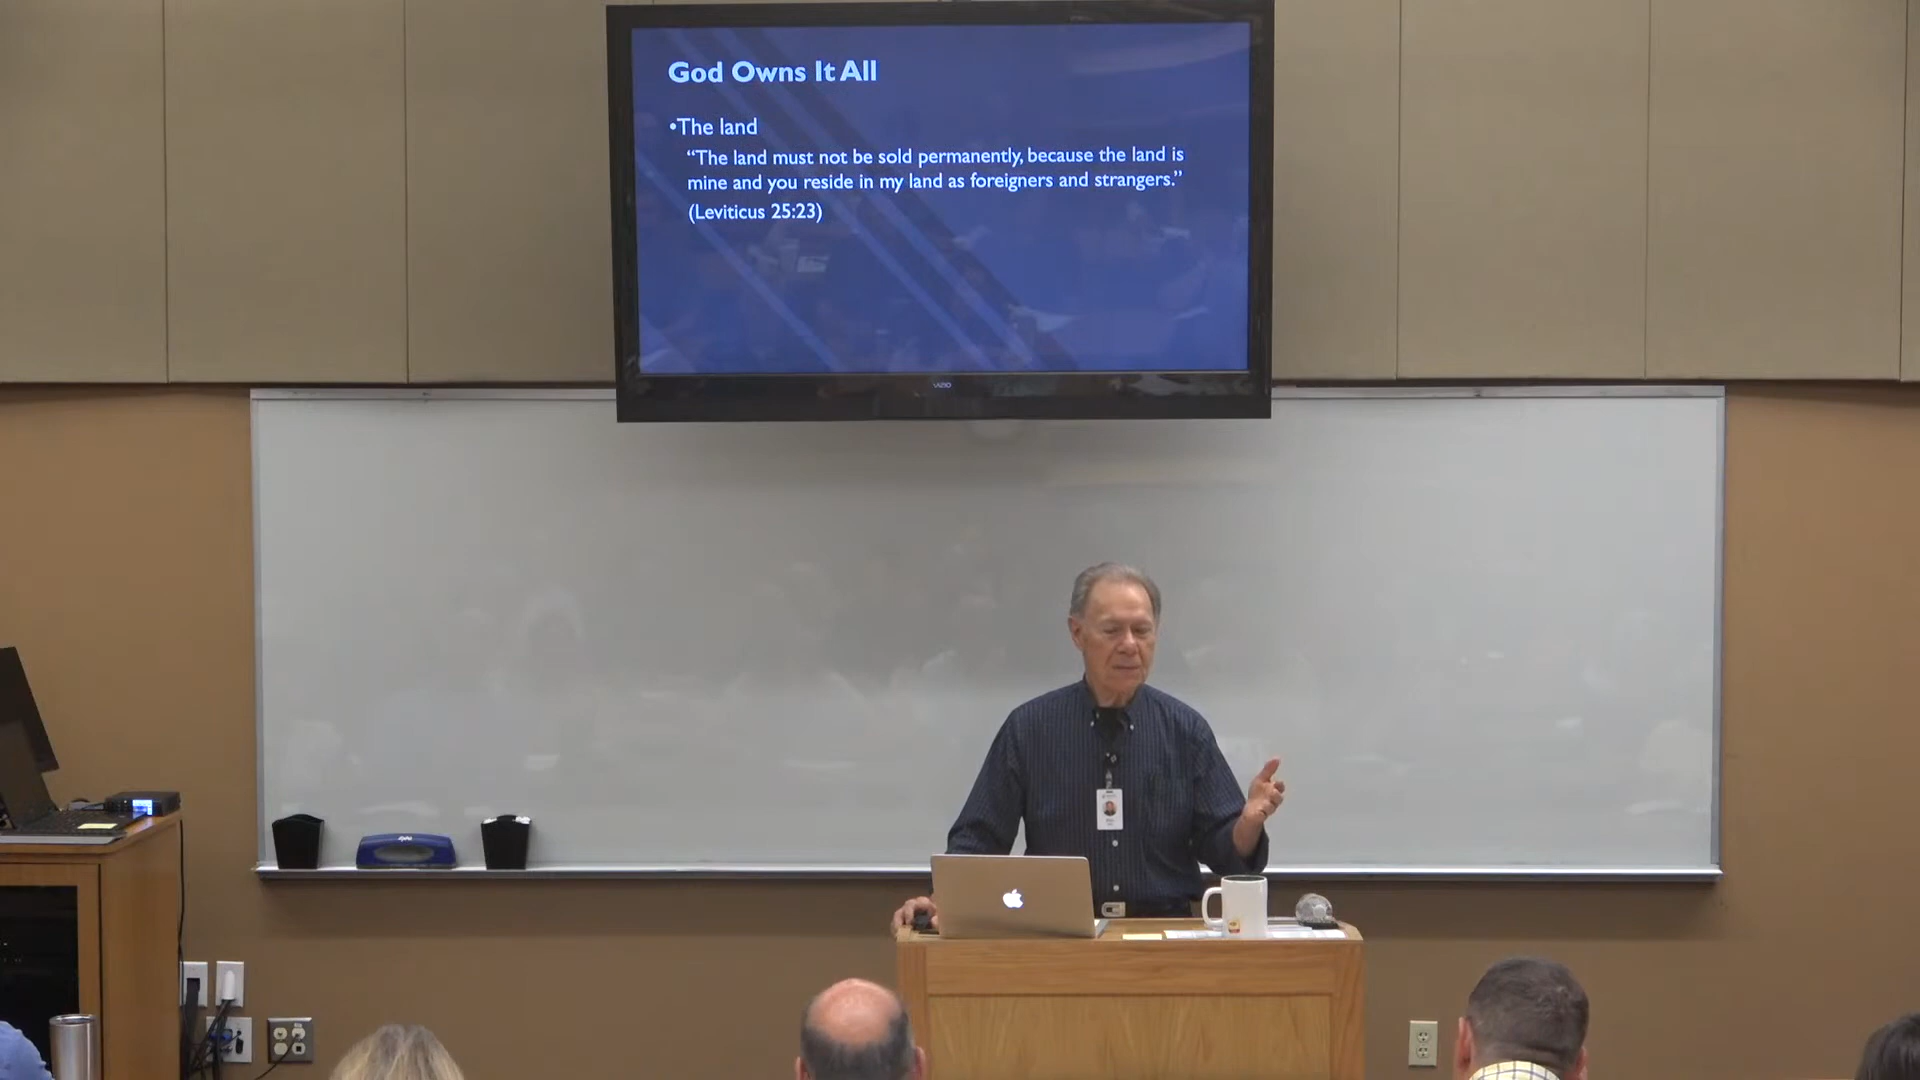 God Owns It All
•The land
“The land must not be sold permanently, because the land is
mine and you reside in my land as foreigners and strangers.”
(Leviticus 25:23)
VIZIO